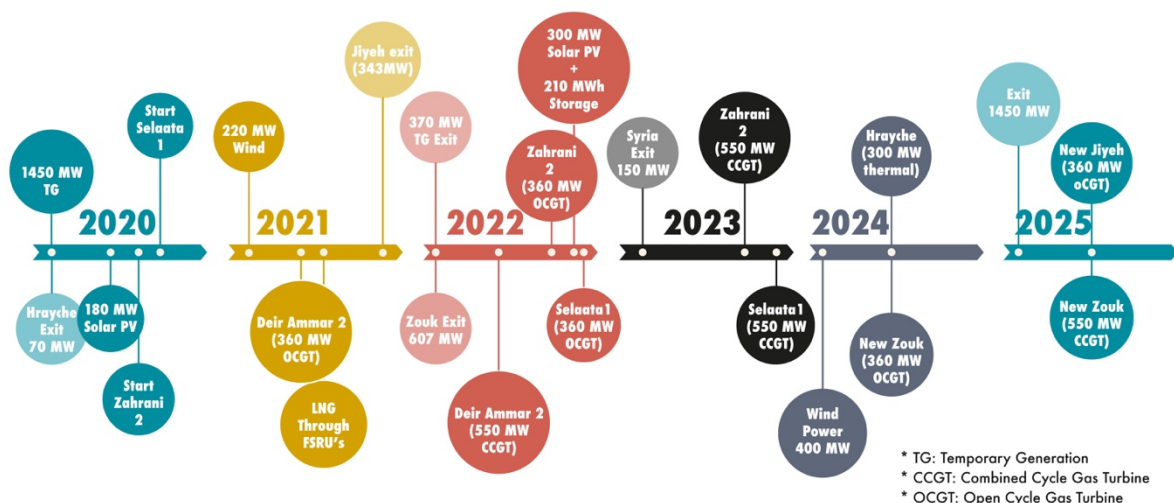 Start
Selaata
1
1450 MW
TG
2020
Hrayche
Exit
70 MW
180 MW
Solar PV
Start
Zahrani
2
Jiyeh exit
(343MW)
220 MW
Wind
2021
Deir Ammar 2
(360 MW
OCGT)
LNG
Through
FSRU's
300 MW
Solar PV
+
210 MWh
Storage
370 MW
TG Exit
Zahrani
2
(360 MW
OCGT)
2022
Zouk Exit
607 MW
Selaata1
(360 MW
OCGT)
Deir Ammar 2
(550 MW
CCGT)
Syria
Exit
150 MW
Zahrani
2
(550 MW
CCGT)
2023
Selaata1
(550 MW
CCGT)
Hrayche
(300 MW
thermal)
2024
New Zouk
(360 MW
OCGT)
Wind
Power
400 MW
Exit
1450 MW
New Jiyeh
(360 MW
oCGT)
2025
New Zouk
(550 MW
CCGT)
* TG: Temporary Generation
* CCGT: Combined Cycle Gas Turbine
* OCGT: Open Cycle Gas Turbine